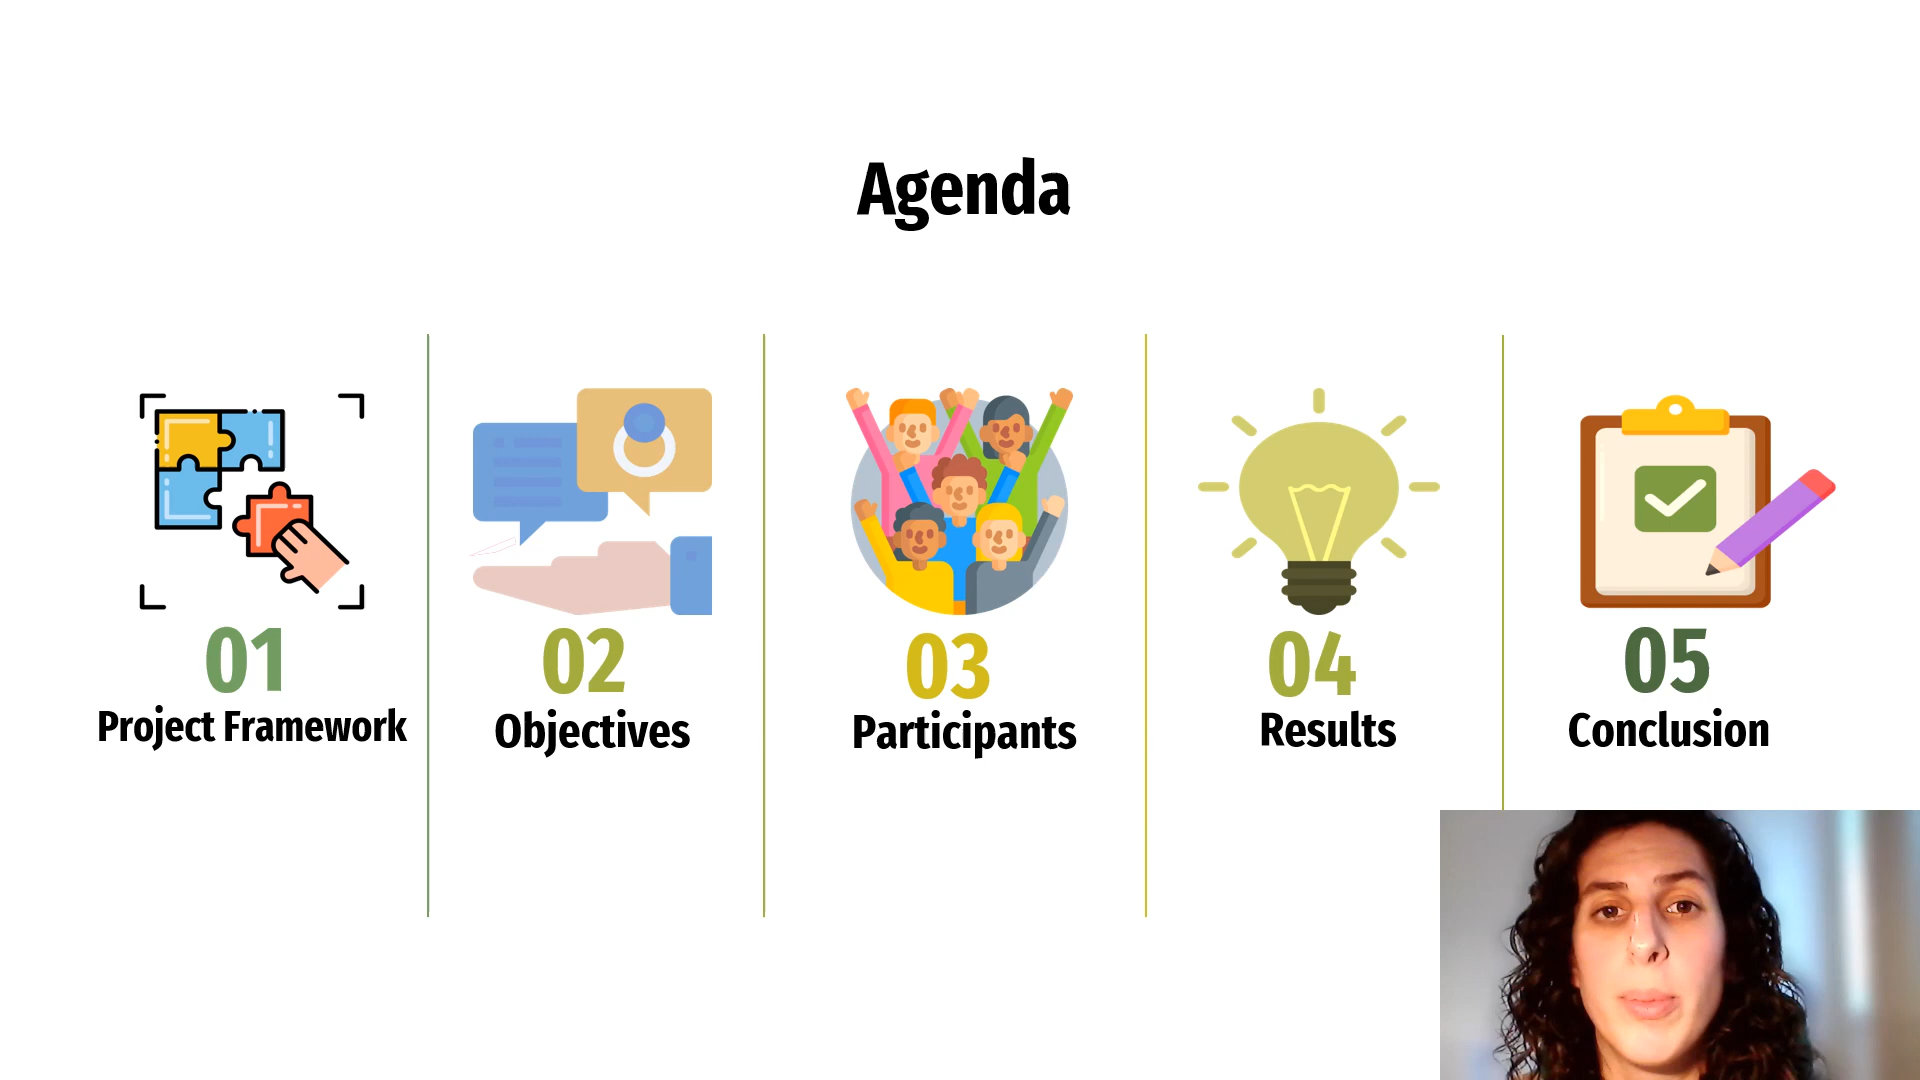 Agenda
01
Project Framework
02
Objectives
03
Participants
04
Results
05
Conclusion